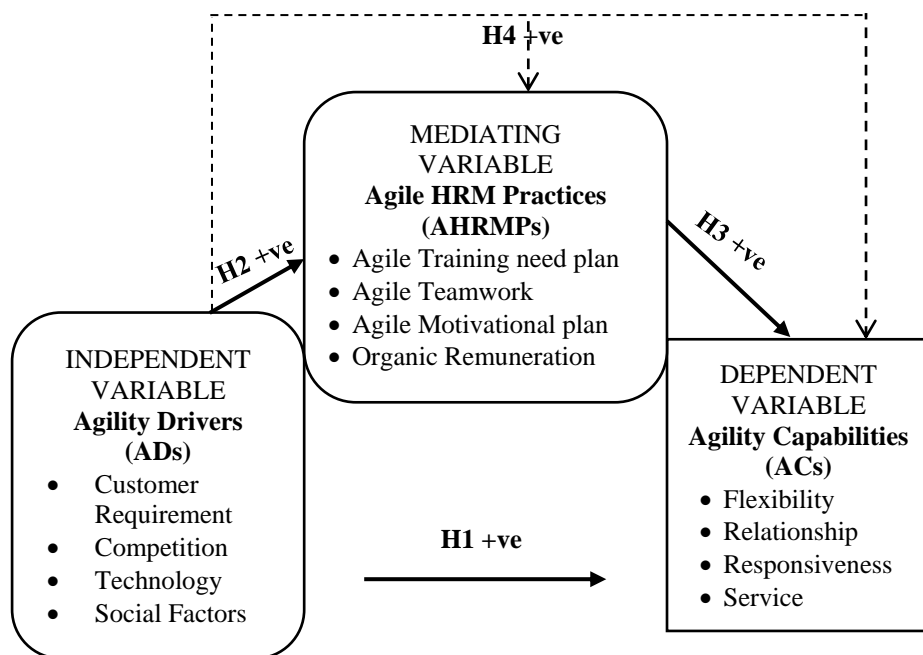 H4 +ve
MEDIATING
VARIABLE
Agile HRM Practices
(AHRMPs)
• Agile Training need plan
• Agile Teamwork
• Agile Motivational plan
• Organic Remuneration
H2 +ve
H3 +ve
INDEPENDENT
VARIABLE
Agility Drivers
(ADs)
• Customer
Requirement
• Competition
• Technology
• Social Factors
H1 +ve
DEPENDENT
VARIABLE
Agility Capabilities
(ACs)
• Flexibility
• Relationship
• Responsiveness
• Service